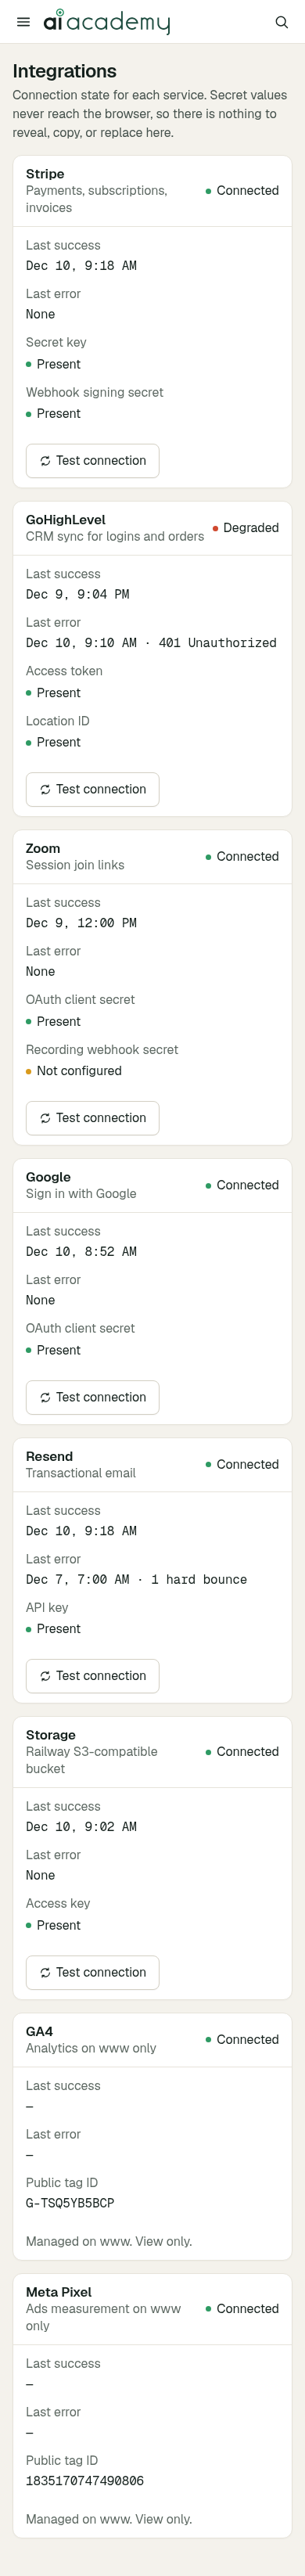 ai academy
Integrations
Connection state for each service. Secret values
never reach the browser, so there is nothing to
reveal, copy, or replace here.
Stripe
Payments, subscriptions,
invoices
Connected
Last success
Dec 10, 9:18 AM
Last error
None
Secret key
Present
Webhook signing secret
Present
Test connection
GoHighLevel
CRM sync for logins and orders
Degraded
Last success
Dec 9, 9:04 PM
Last error
Dec 10, 9:10 AM · 401 Unauthorized
Access token
Present
Location ID
Present
Test connection
Zoom
Session join links
Connected
Last success
Dec 9, 12:00 PM
Last error
None
OAuth client secret
Present
Recording webhook secret
Not configured
Test connection
Google
Sign in with Google
Connected
Last success
Dec 10, 8:52 AM
Last error
None
OAuth client secret
Present
Test connection
Resend
Transactional email
Connected
Last success
Dec 10, 9:18 AM
Last error
Dec 7, 7:00 AM · 1 hard bounce
API key
Present
Test connection
Storage
Railway S3-compatible
bucket
Connected
Last success
Dec 10, 9:02 AM
Last error
None
Access key
Present
Test connection
GA4
Analytics on www only
Connected
Last success
—
Last error
—
Public tag ID
G-TSQ5YB5BCP
Managed on www. View only.
Meta Pixel
Ads measurement on www
only
Connected
Last success
—
Last error
—
Public tag ID
1835170747490806
Managed on www. View only.